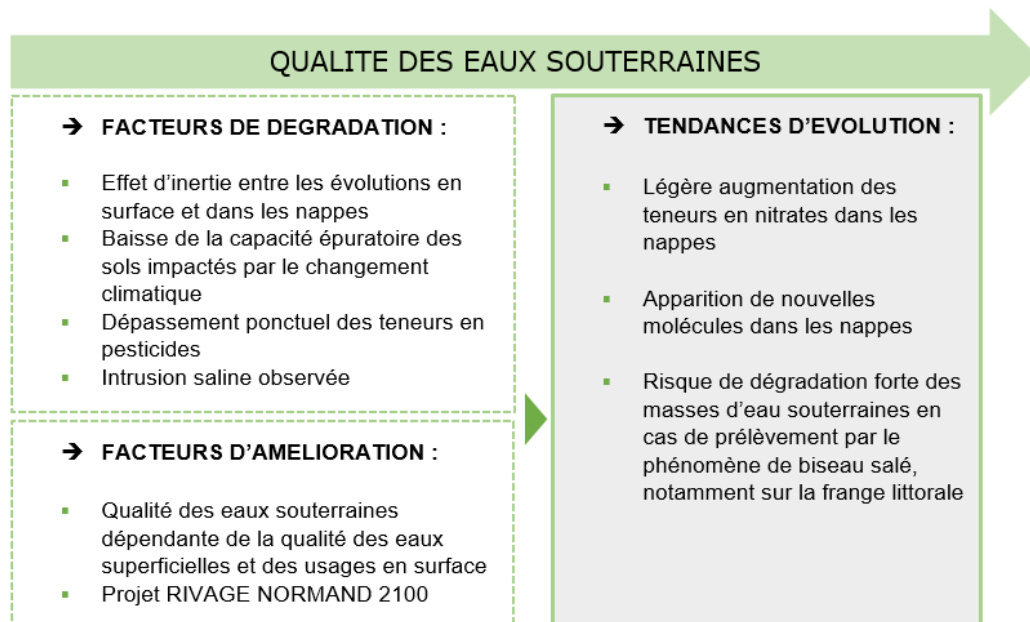 QUALITE DES EAUX SOUTERRAINES
➔ FACTEURS DE DEGRADATION :
▪ Effet d’inertie entre les évolutions en
surface et dans les nappes
▪ Baisse de la capacité épuratoire des
sols impactés par le changement
climatique
▪ Dépassement ponctuel des teneurs en
pesticides
▪ Intrusion saline observée
➔ FACTEURS D’AMELIORATION :
▪ Qualité des eaux souterraines
dépendante de la qualité des eaux
superficielles et des usages en surface
▪ Projet RIVAGE NORMAND 2100
➔ TENDANCES D’EVOLUTION :
▪ Légère augmentation des
teneurs en nitrates dans les
nappes
▪ Apparition de nouvelles
molécules dans les nappes
▪ Risque de dégradation forte des
masses d’eau souterraines en
cas de prélèvement par le
phénomène de biseau salé,
notamment sur la frange littorale